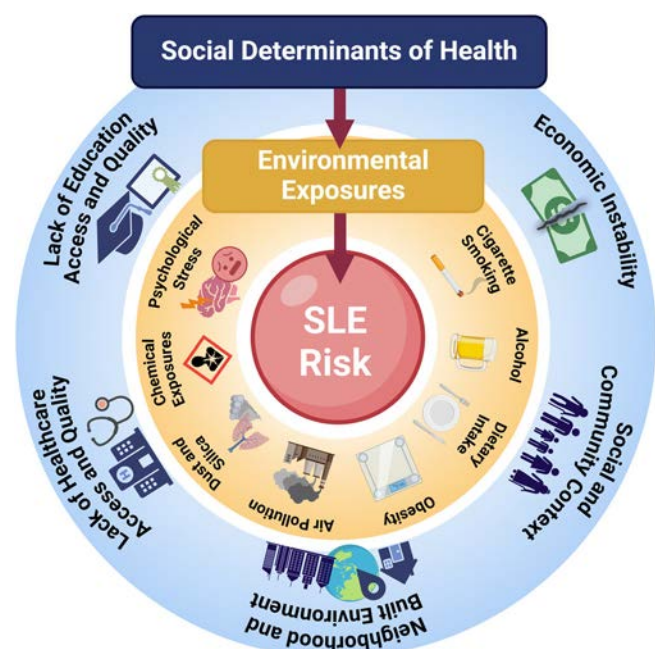 Social Determinants of Health
Environmental
Exposures
SLE
Risk
Lack of Education
Access and Quality
Economic Instability
Psychological
Stress
Cigarette
Smoking
Chemical
Exposures
Alcohol
Dust and
Silica
Dietary
Intake
Air Pollution
Obesity
Lack of Healthcare
Access and Quality
H
Social and
Community Context
Neighborhood and
Built Environment